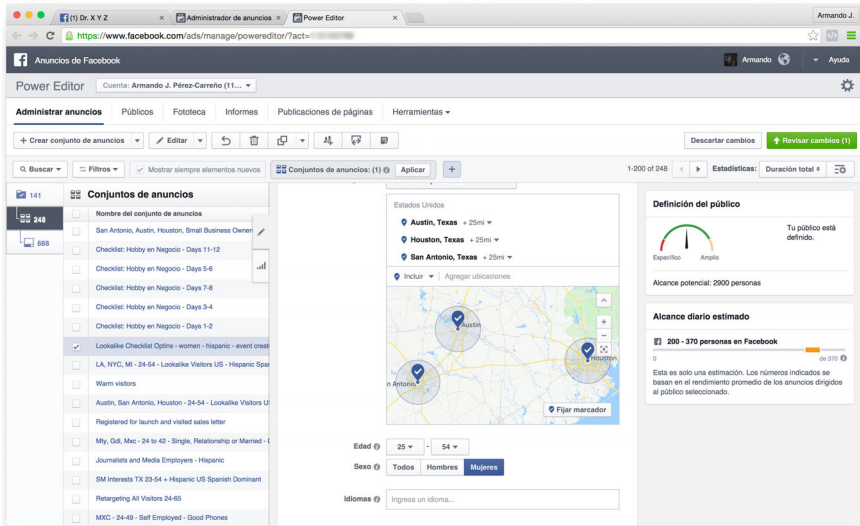 (1) Dr. X Y Z
Administrador de anuncios
Power Editor
Armando J.
https://www.facebook.com/ads/manage/powereditor/?act=
Anuncios de Facebook
Armando
Ayuda
Power Editor
Cuenta: Armando J. Pérez-Carreño (11...
Administrar anuncios
Públicos
Fototeca
Informes
Publicaciones de páginas
Herramientas
+ Crear conjunto de anuncios
Editar
Descartar cambios
Revisar cambios (1)
Buscar
Filtros
Mostrar siempre elementos nuevos
Conjuntos de anuncios: (1)
Aplicar
+
1-200 of 248
Estadísticas:
Duración total
141
248
888
Conjuntos de anuncios
Nombre del conjunto de anuncios
San Antonio, Austin, Houston, Small Business Owners
Checklist: Hobby en Negocio - Days 11-12
Checklist: Hobby en Negocio - Days 5-6
Checklist: Hobby en Negocio - Days 7-8
Checklist: Hobby en Negocio - Days 3-4
Checklist: Hobby en Negocio - Days 1-2
Lookalike Checklist Optins - women - hispanic - event creat
LA, NYC, MI - 24-54 - Lookalike Visitors US - Hispanic Spa
Warm visitors
Austin, San Antonio, Houston - 24-54 - Lookalike Visitors U
Registered for launch and visited sales letter
Mty, Gdl, Mxc - 24 to 42 - Single, Relationship or Married -
Journalists and Media Employers - Hispanic
SM Interests TX 23-54 + Hispanic US Spanish Dominant
Retargeting All Visitors 24-65
MXC - 24-49 - Self Employed - Good Phones
Estados Unidos
Austin, Texas + 25mi
Houston, Texas + 25mi
San Antonio, Texas + 25mi
Incluir
Agregar ubicaciones
Austin
Houston
n Antonio
+
−
Fijar marcador
Edad
25 - 54
Sexo
Todos
Hombres
Mujeres
Idiomas
Ingresa un idioma...
Definición del público
Específico
Amplio
Tu público está
definido.
Alcance potencial: 2900 personas
Alcance diario estimado
200 - 370 personas en Facebook
0
de 370
Esta es solo una estimación. Los números indicados se
basan en el rendimiento promedio de los anuncios dirigidos
al público seleccionado.